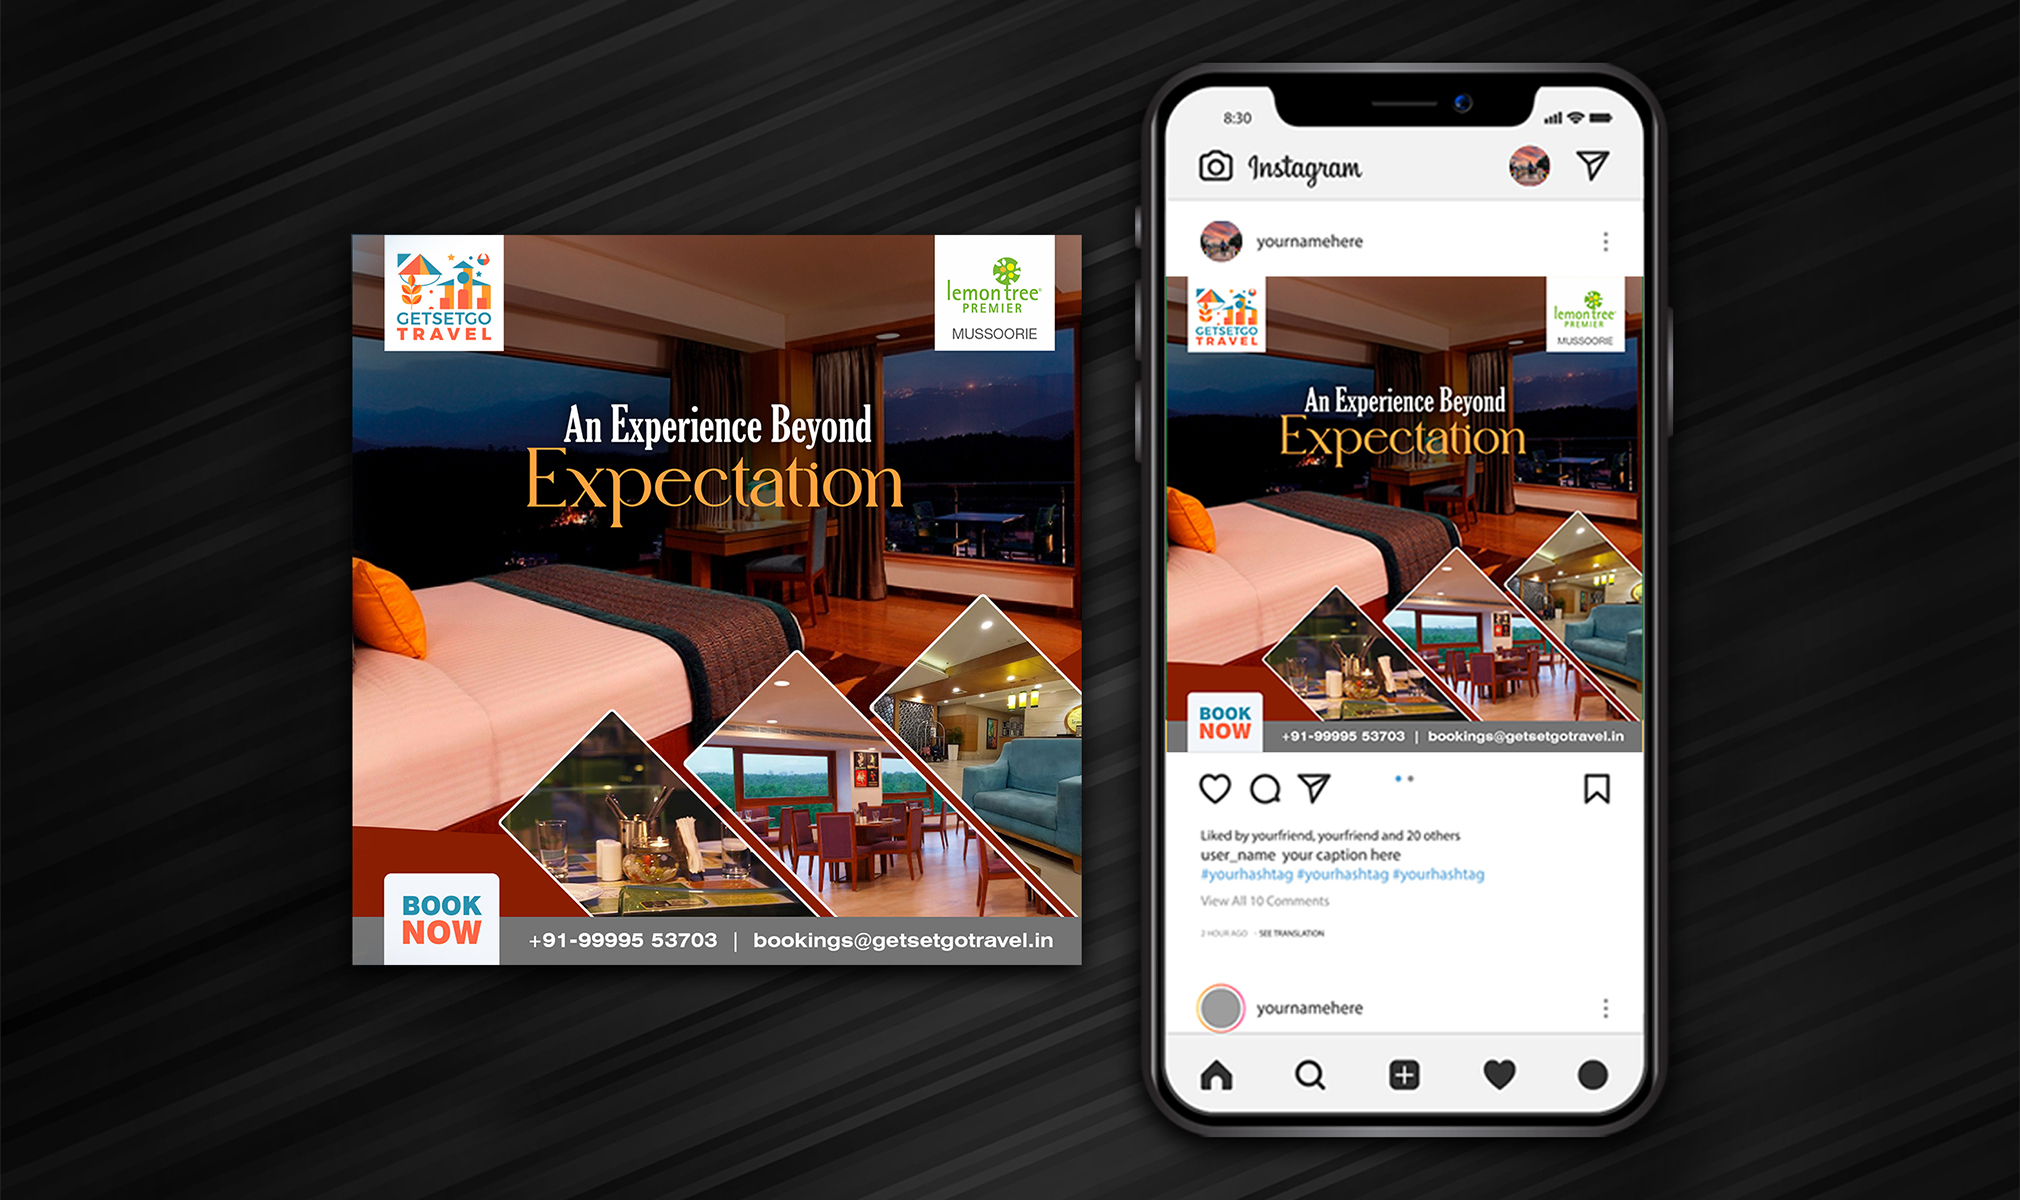 GETSETGO
TRAVEL
lemon tree®
PREMIER
MUSSOORIE
An Experience Beyond
Expectation
BOOK
NOW
+91-99995 53703 | bookings@getsetgotravel.in
8:30
Instagram
yournamehere
GETSETGO
TRAVEL
lemon tree®
PREMIER
MUSSOORIE
An Experience Beyond
Expectation
BOOK
NOW
+91-99995 53703 | bookings@getsetgotravel.in
Liked by yourfriend, yourfriend and 20 others
user_name your caption here
#yourhashtag #yourhashtag #yourhashtag
View All 10 Comments
2 HOUR AGO · SEE TRANSLATION
yournamehere